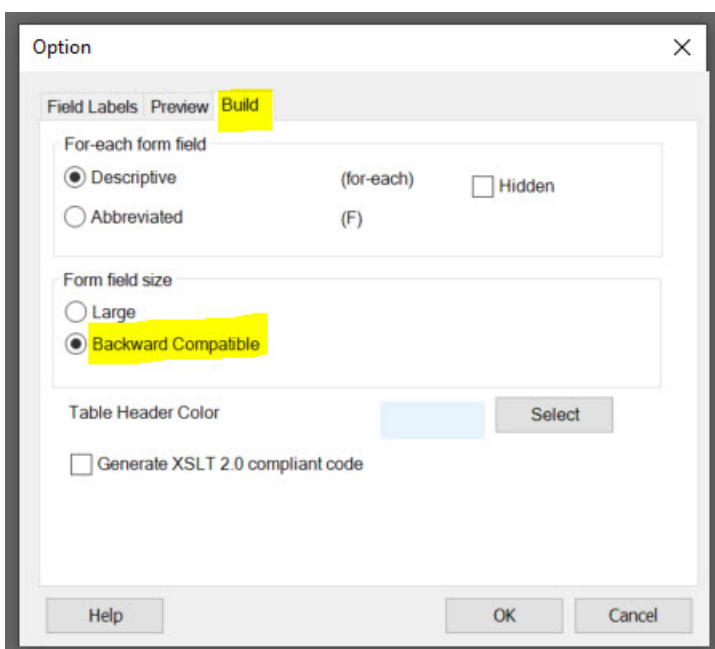 Option
Field Labels Preview Build
For-each form field
Descriptive (for-each) Hidden
Abbreviated (F)
Form field size
Large
Backward Compatible
Table Header Color Select
Generate XSLT 2.0 compliant code
Help OK Cancel